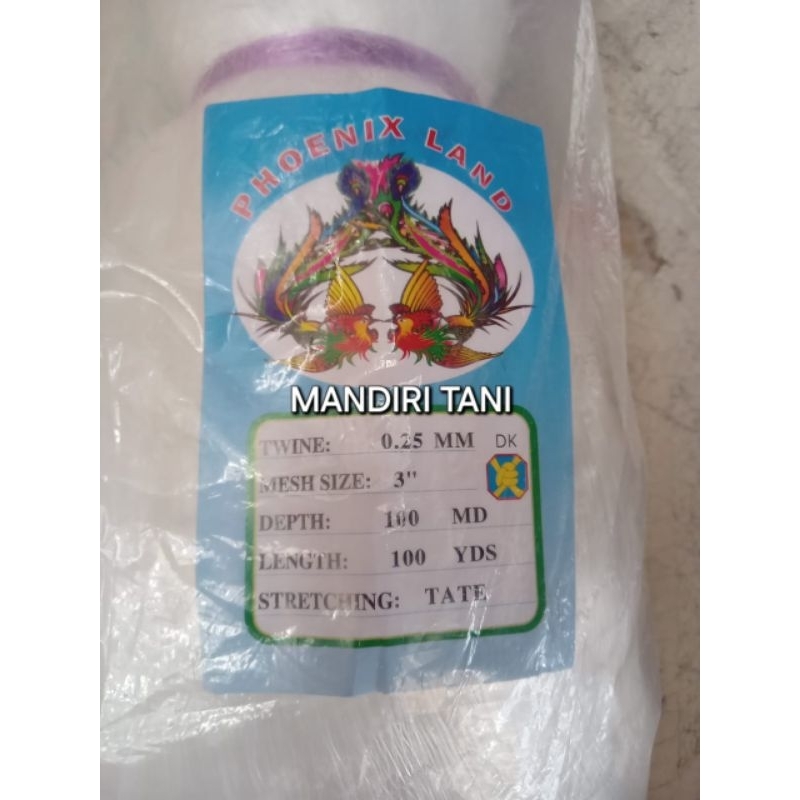 PHOENIX LAND
MANDIRI TANI
TWINE: 0.25 MM DK
MESH SIZE: 3"
DEPTH: 100 MD
LENGTH: 100 YDS
STRETCHING: TATE